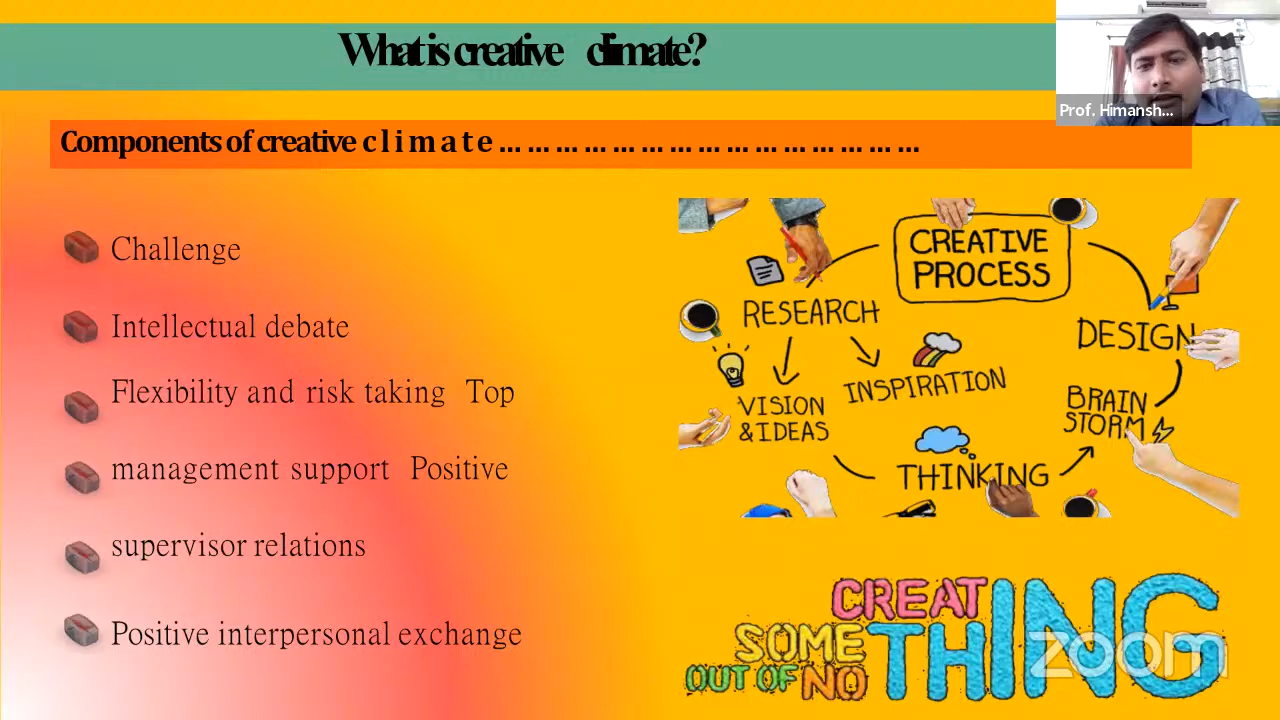 What is creative climate?
Prof. Himansh...
Components of creative climate ... ... ... ... ... ... ... ... ... ... ... ... ... ... ...
Challenge
Intellectual debate
Flexibility and risk taking Top
management support Positive
supervisor relations
Positive interpersonal exchange
CREATIVE
PROCESS
RESEARCH
DESIGN
INSPIRATION
VISION
& IDEAS
BRAIN
STORM
THINKING
CREAT
SOME
OUT OF NO
THING
zoom